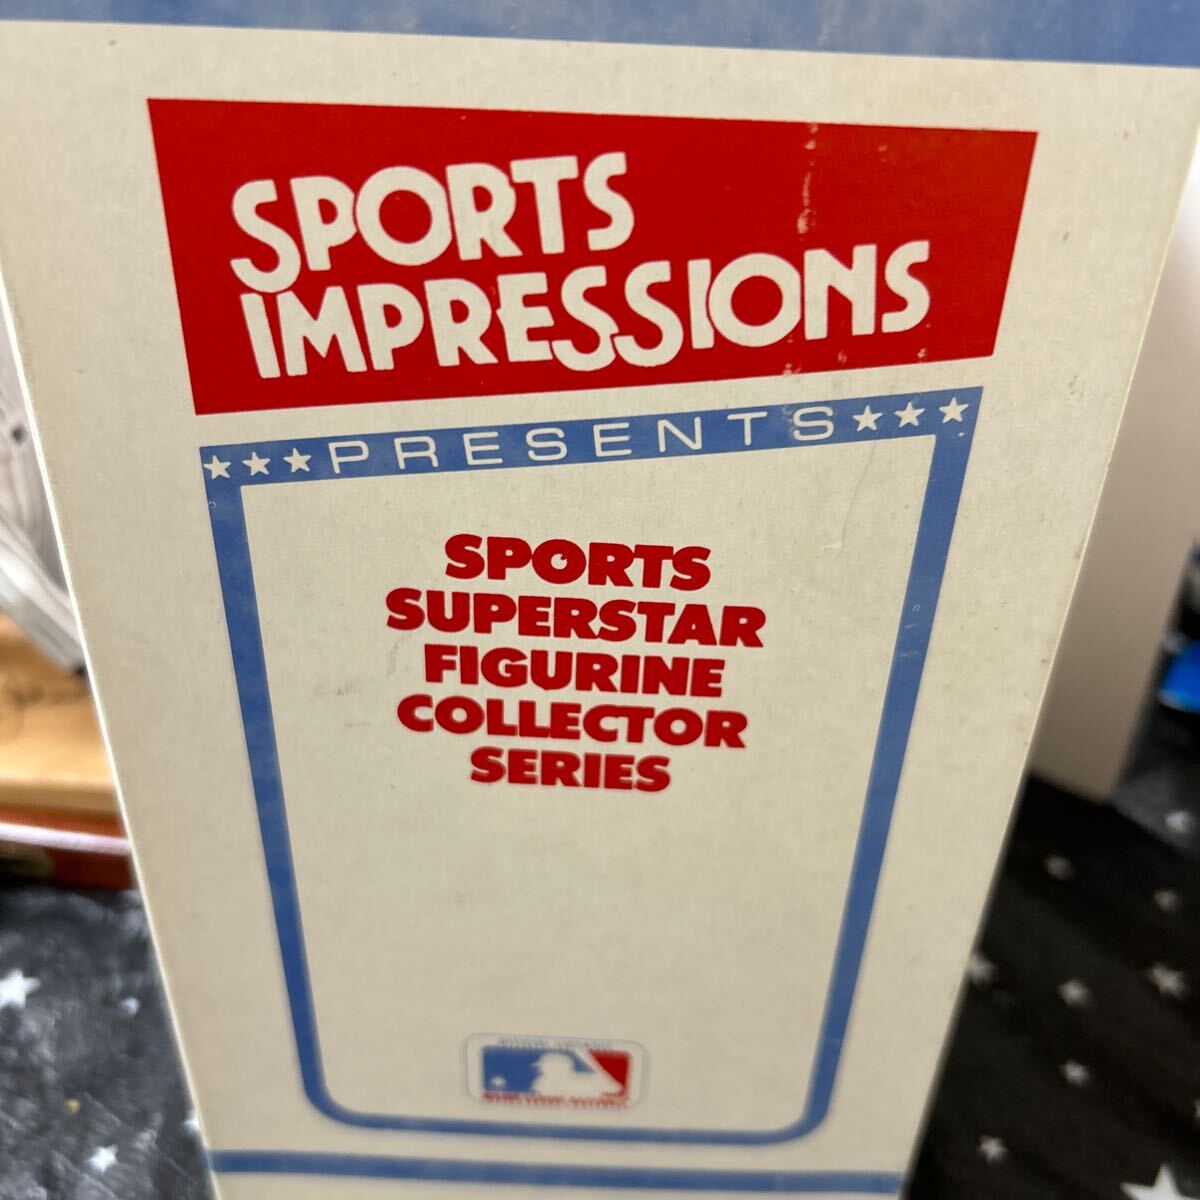 SPORTS
IMPRESSIONS
★★★PRESENTS★★★
SPORTS
SUPERSTAR
FIGURINE
COLLECTOR
SERIES